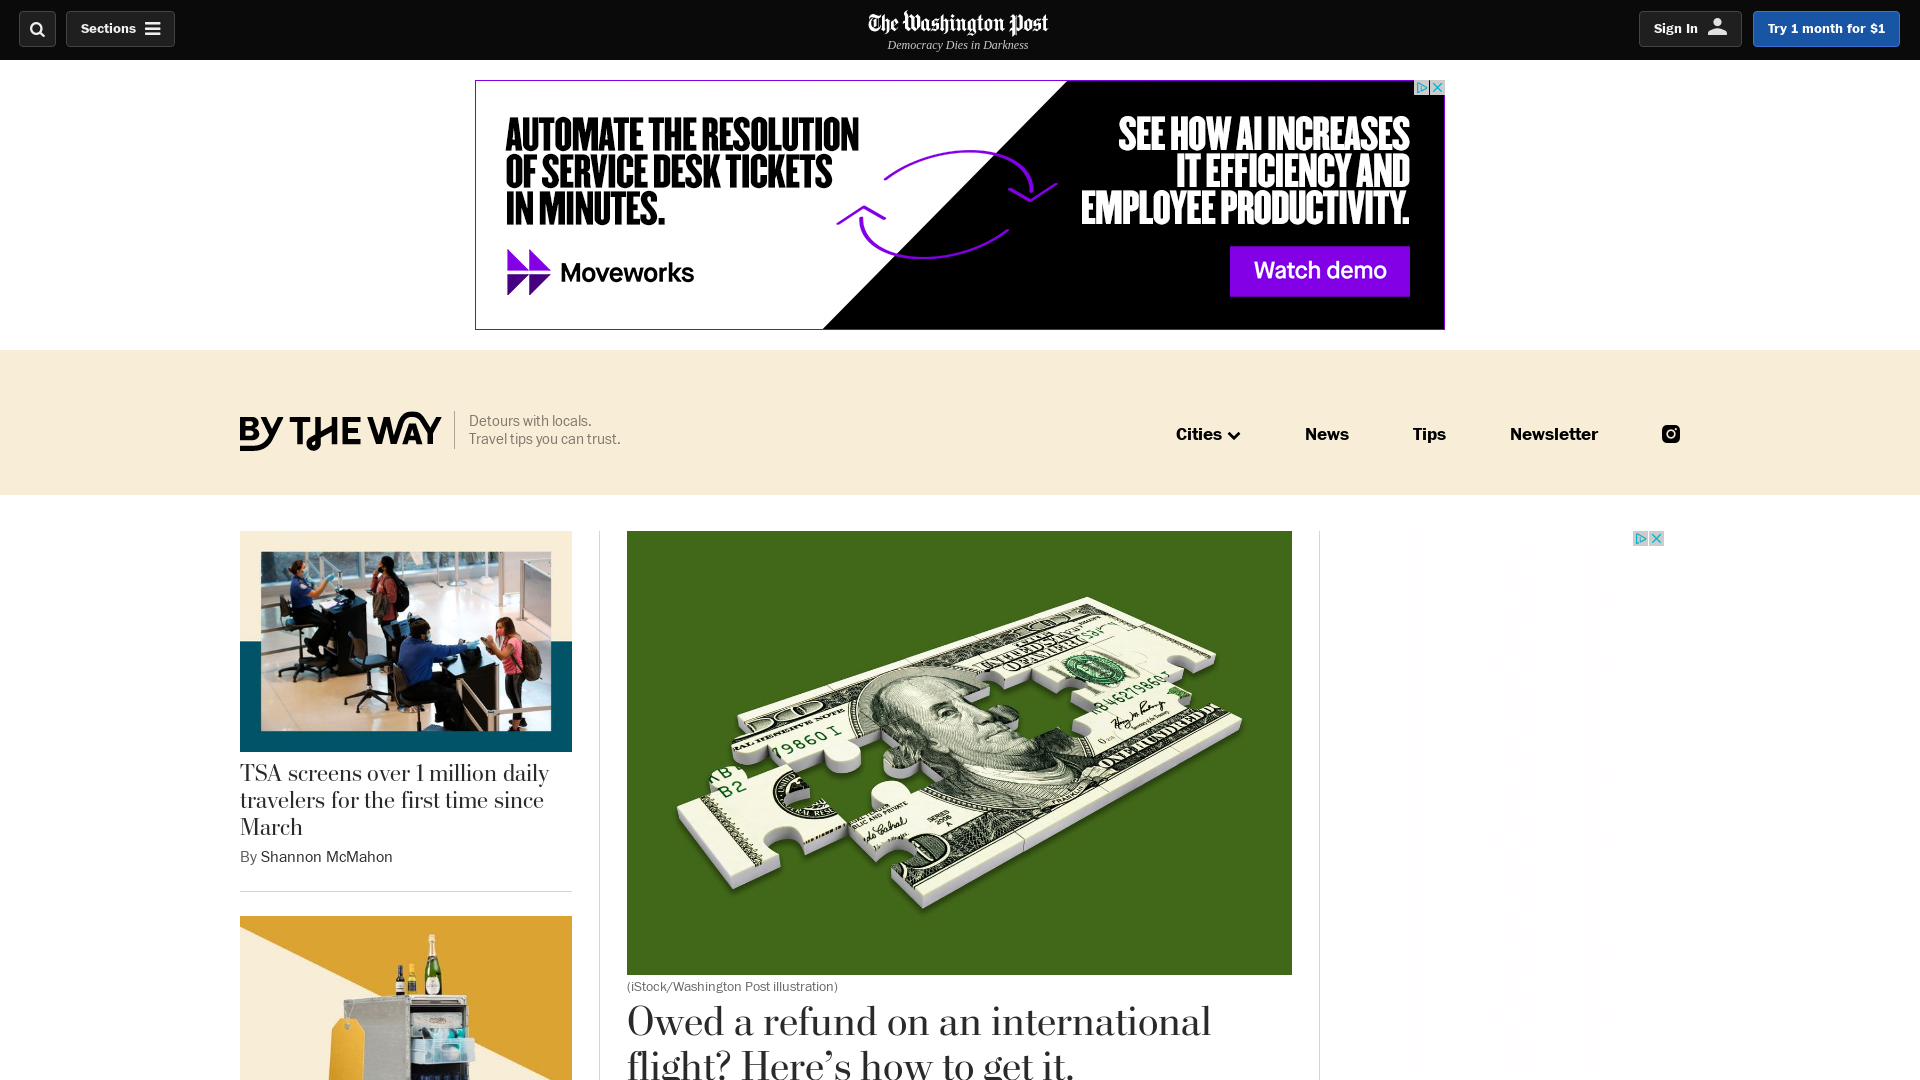 Sections
The Washington Post
Democracy Dies in Darkness
Sign In
Try 1 month for $1
AUTOMATE THE RESOLUTION
OF SERVICE DESK TICKETS
IN MINUTES.
Moveworks
SEE HOW AI INCREASES
IT EFFICIENCY AND
EMPLOYEE PRODUCTIVITY.
Watch demo
BY THE WAY
Detours with locals.
Travel tips you can trust.
Cities
News
Tips
Newsletter
TSA screens over 1 million daily
travelers for the first time since
March
By Shannon McMahon
(iStock/Washington Post illustration)
Owed a refund on an international
flight? Here’s how to get it.